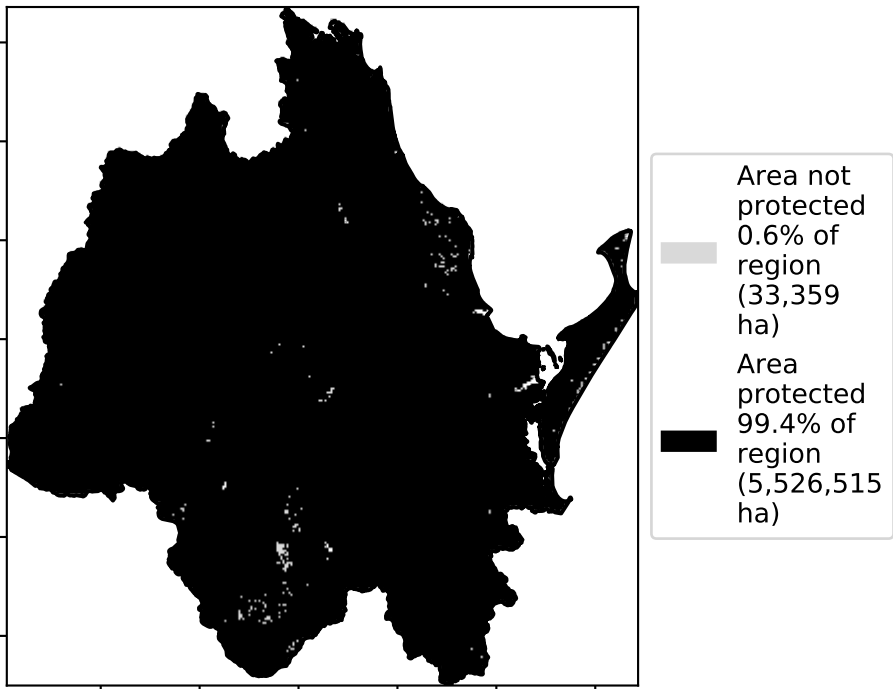 Area not
protected
0.6% of
region
(33,359
ha)
Area
protected
99.4% of
region
(5,526,515
ha)